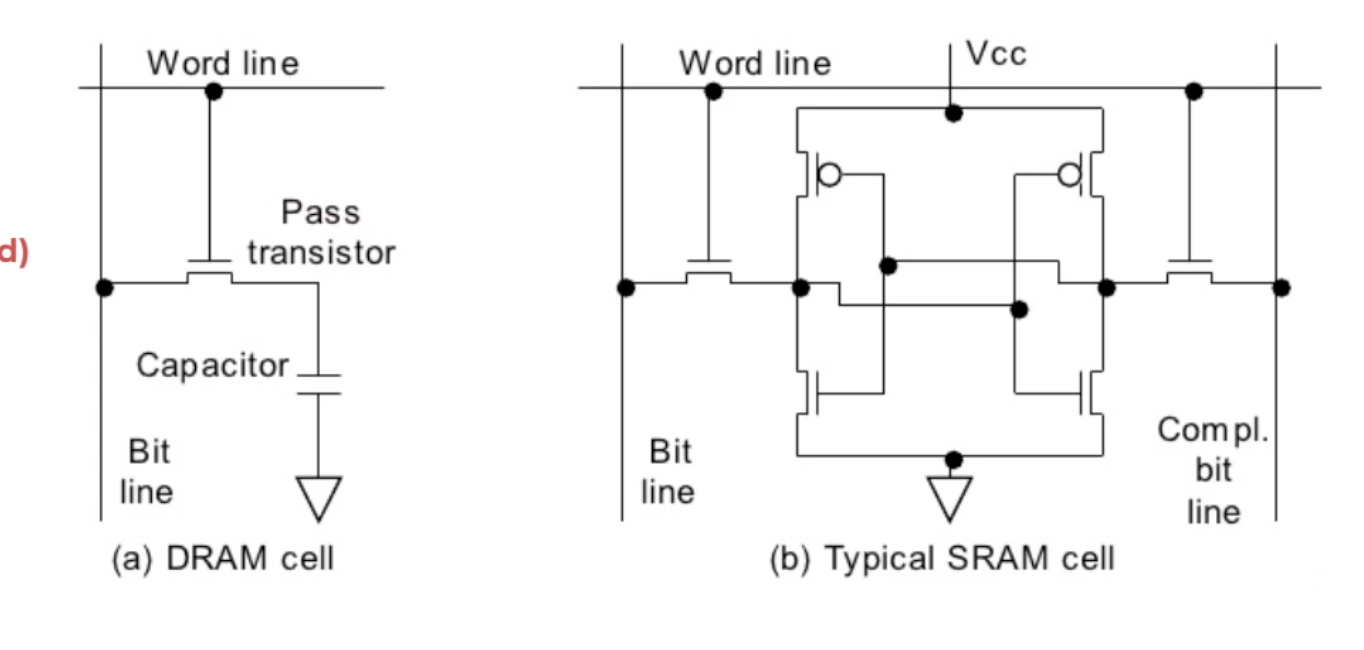 Word line
Pass
transistor
d)
Capacitor
Bit
line
(a) DRAM cell
Word line
Vcc
Bit
line
Compl.
bit
line
(b) Typical SRAM cell